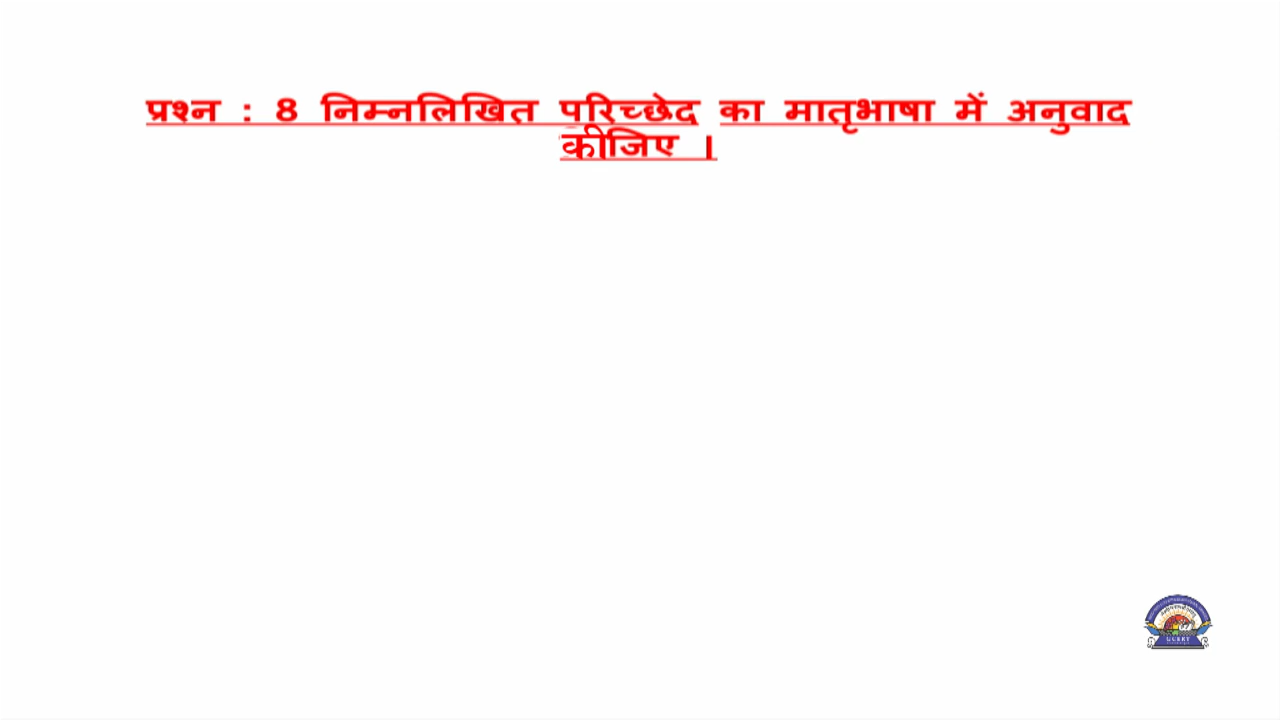 प्रश्न : 8 निम्नलिखित परिच्छेद का मातृभाषा में अनुवाद
कीजिए ।